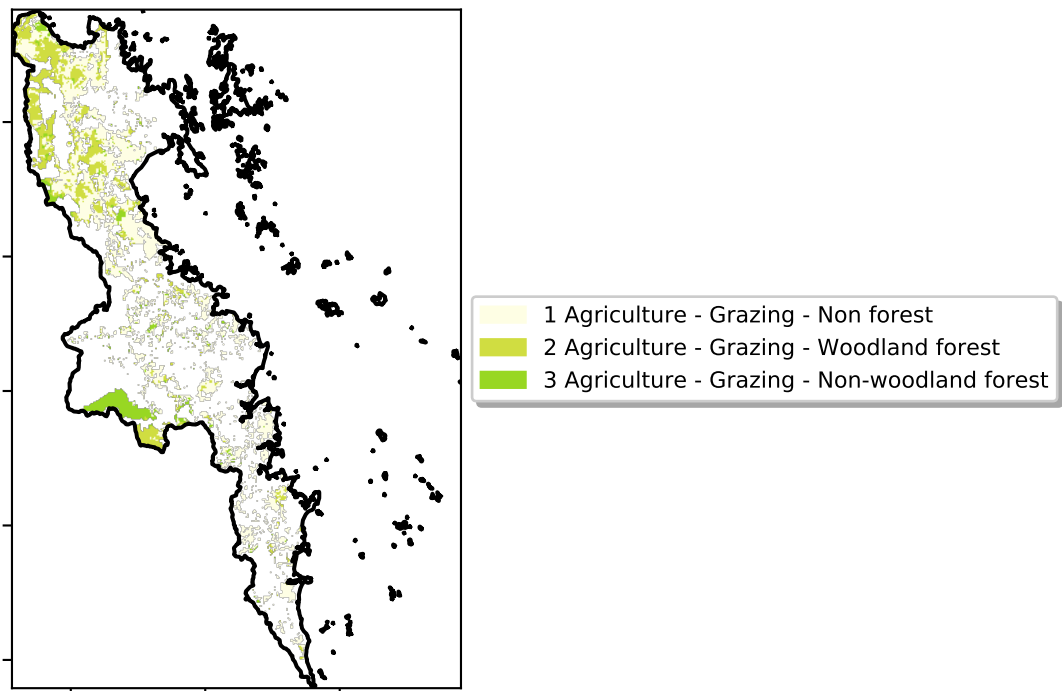 1 Agriculture - Grazing - Non forest
2 Agriculture - Grazing - Woodland forest
3 Agriculture - Grazing - Non-woodland forest